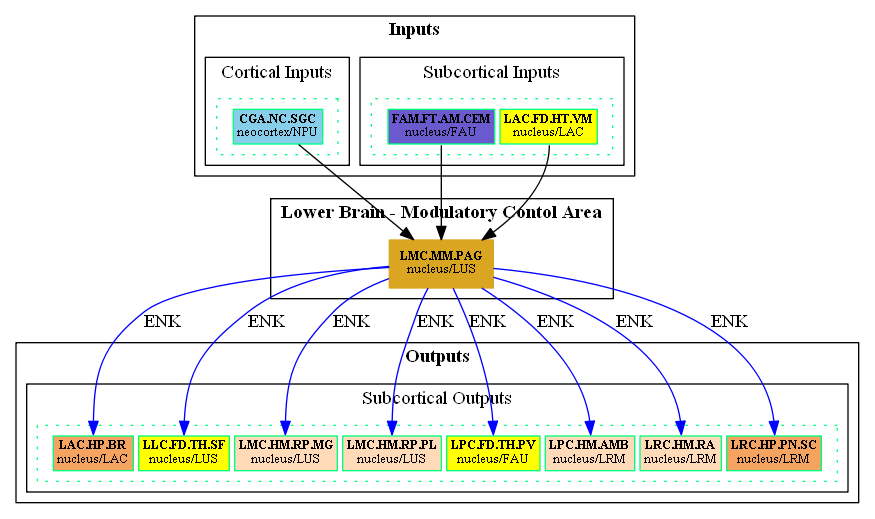 Inputs
Cortical Inputs
Subcortical Inputs
CGA.NC.SGC
neocortex/NPU
FAM.FT.AM.CEM
nucleus/FAU
LAC.FD.HT.VM
nucleus/LAC
Lower Brain - Modulatory Contol Area
LMC.MM.PAG
nucleus/LUS
ENK
ENK
ENK
ENK
ENK
ENK
ENK
ENK
Outputs
Subcortical Outputs
LAC.HP.BR
nucleus/LAC
LLC.FD.TH.SF
nucleus/LUS
LMC.HM.RP.MG
nucleus/LUS
LMC.HM.RP.PL
nucleus/LUS
LPC.FD.TH.PV
nucleus/FAU
LPC.HM.AMB
nucleus/LRM
LRC.HM.RA
nucleus/LRM
LRC.HP.PN.SC
nucleus/LRM